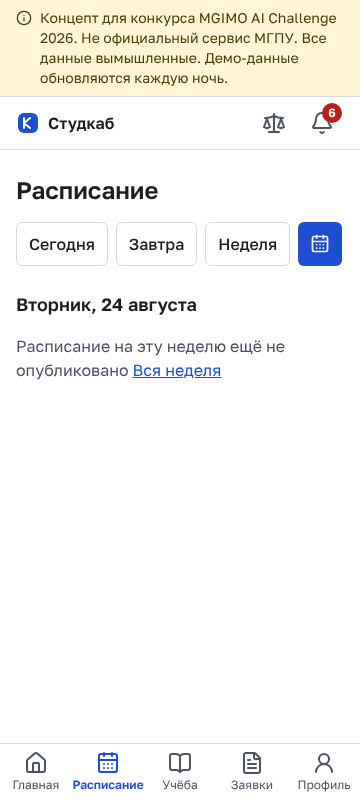 Концепт для конкурса MGIMO AI Challenge
2026. Не официальный сервис МГПУ. Все
данные вымышленные. Демо-данные
обновляются каждую ночь.
Студкаб
6
Расписание
Сегодня
Завтра
Неделя
Вторник, 24 августа
Расписание на эту неделю ещё не
опубликовано Вся неделя
Главная
Расписание
Учёба
Заявки
Профиль